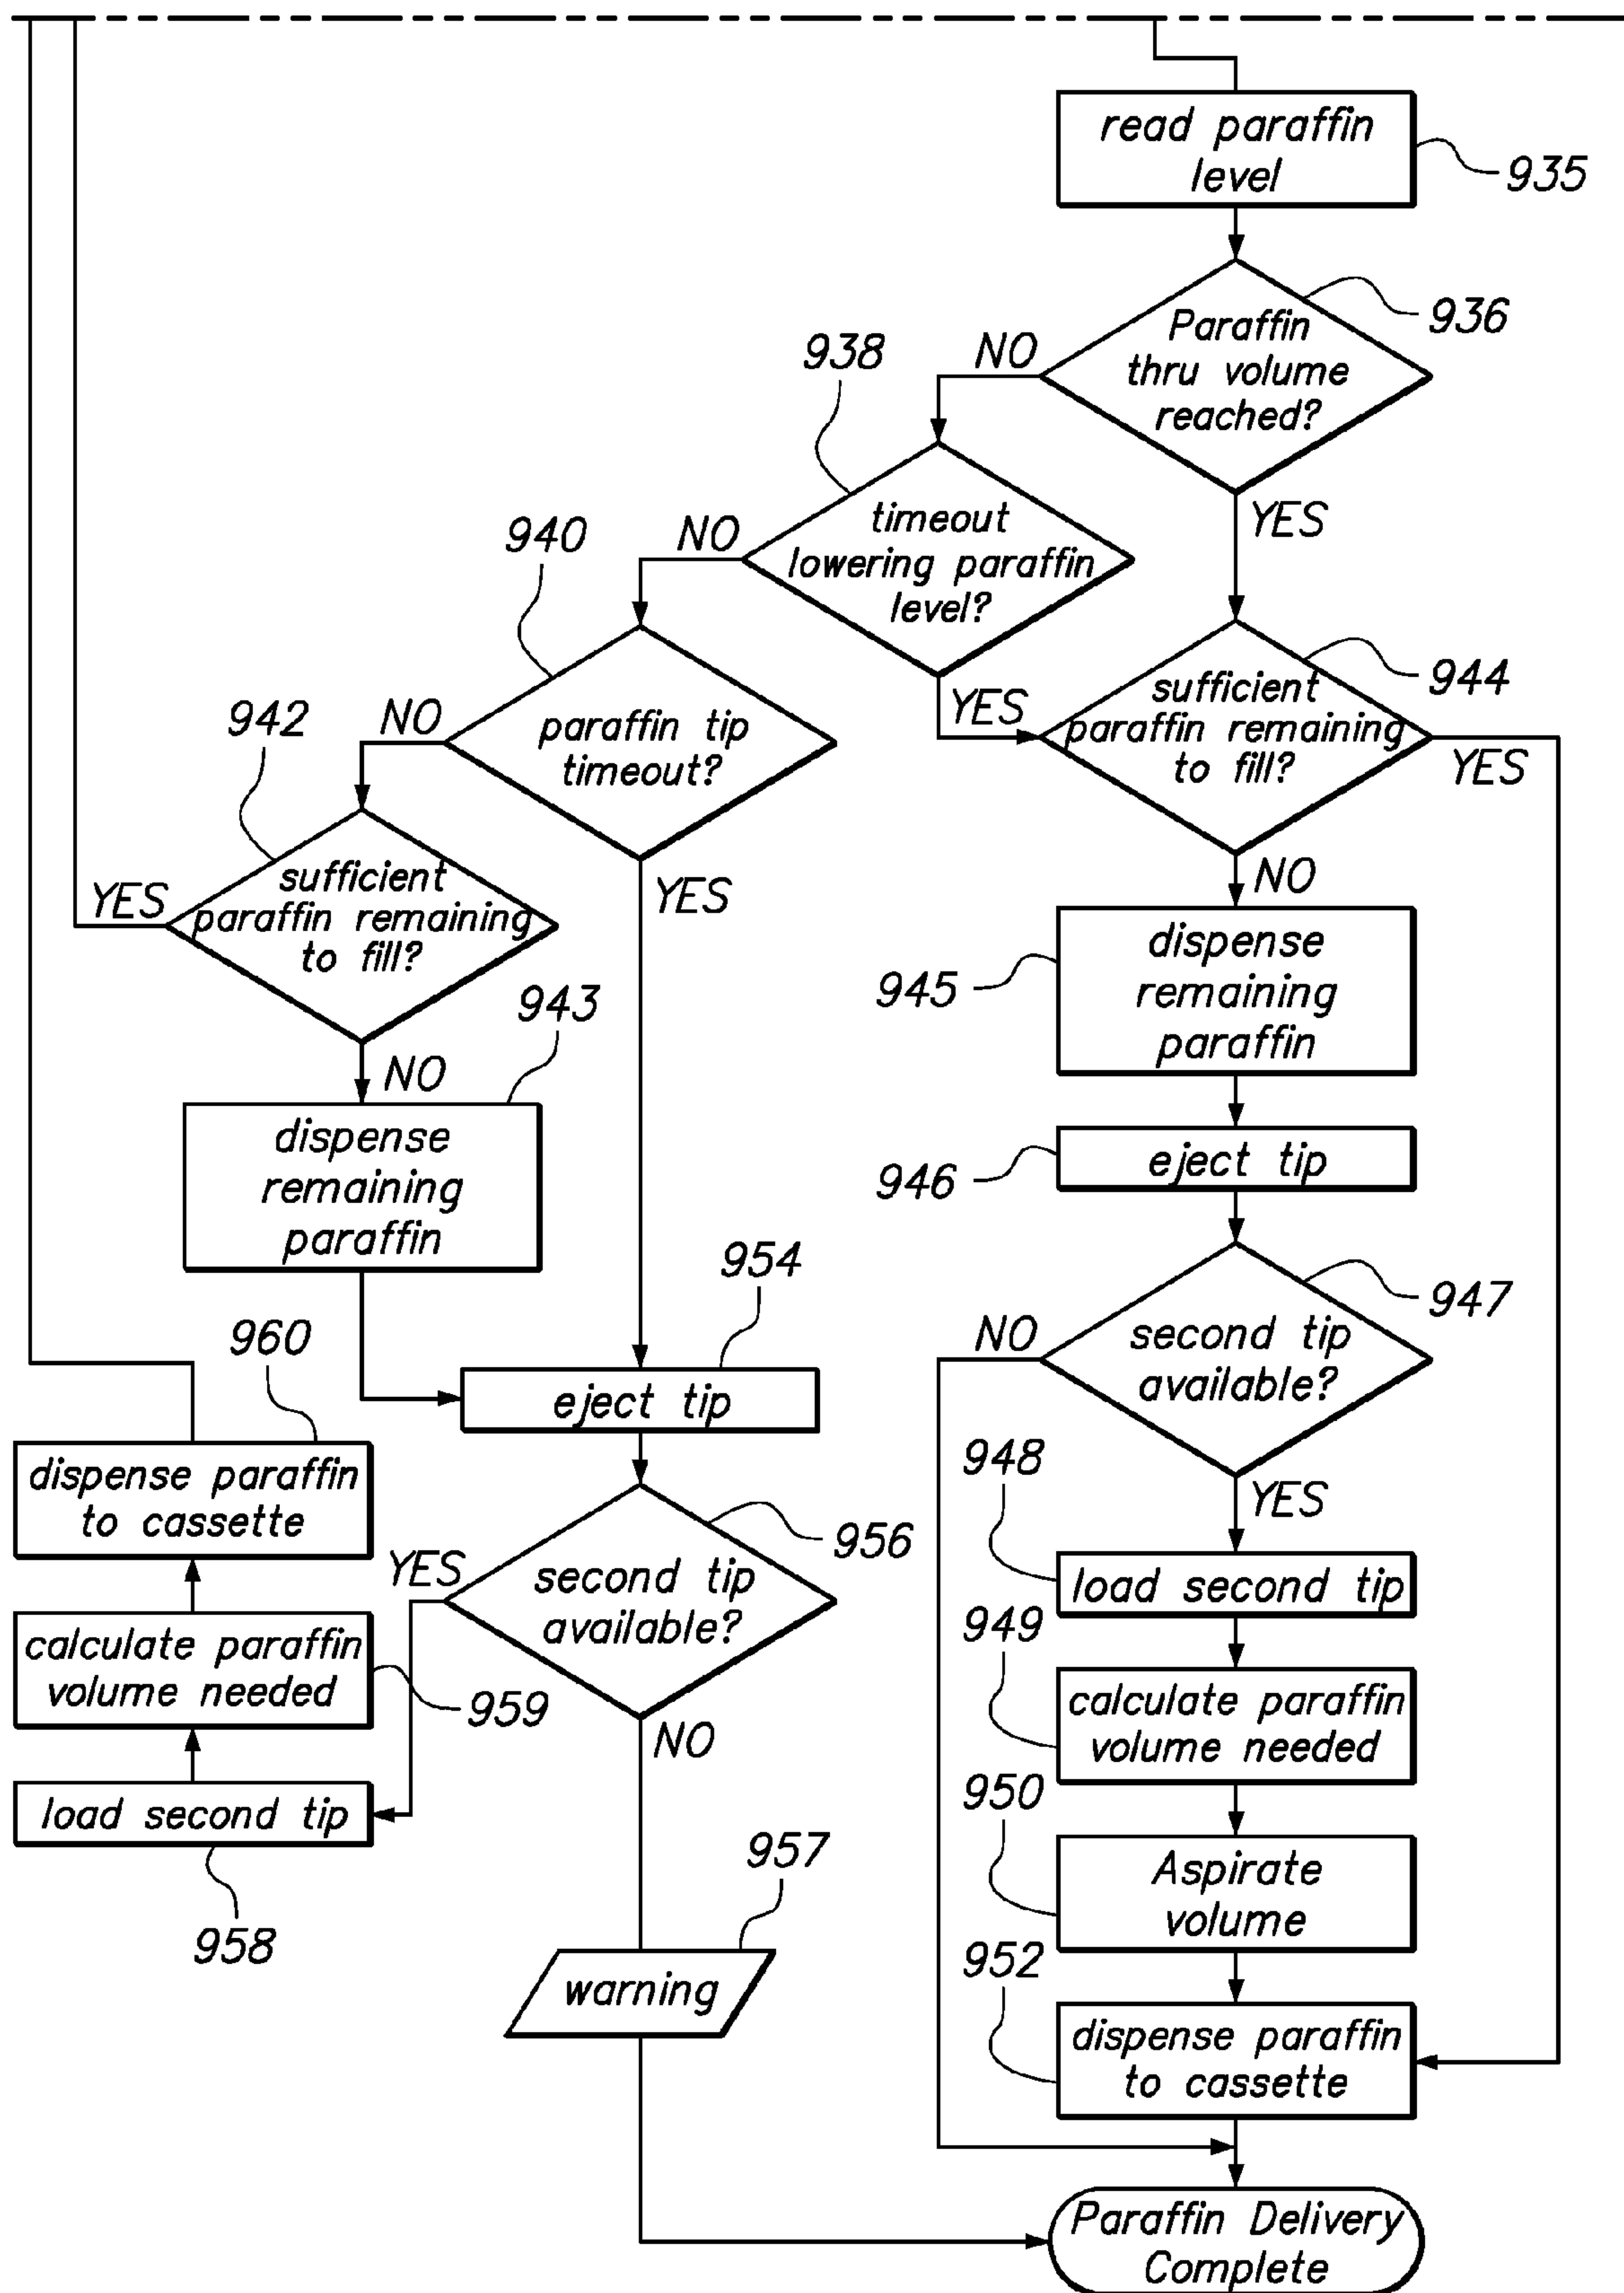 read paraffin
level
935
Paraffin
thru volume
reached?
936
NO
YES
938
timeout
lowering paraffin
level?
NO
YES
940
paraffin tip
timeout?
NO
YES
944
sufficient
paraffin remaining
to fill?
YES
NO
942
sufficient
paraffin remaining
to fill?
YES
NO
943
dispense
remaining
paraffin
945
dispense
remaining
paraffin
946
eject tip
947
second tip
available?
NO
YES
954
eject tip
960
dispense paraffin
to cassette
956
second tip
available?
YES
NO
calculate paraffin
volume needed
959
load second tip
958
957
warning
948
load second tip
949
calculate paraffin
volume needed
950
Aspirate
volume
952
dispense paraffin
to cassette
Paraffin Delivery
Complete